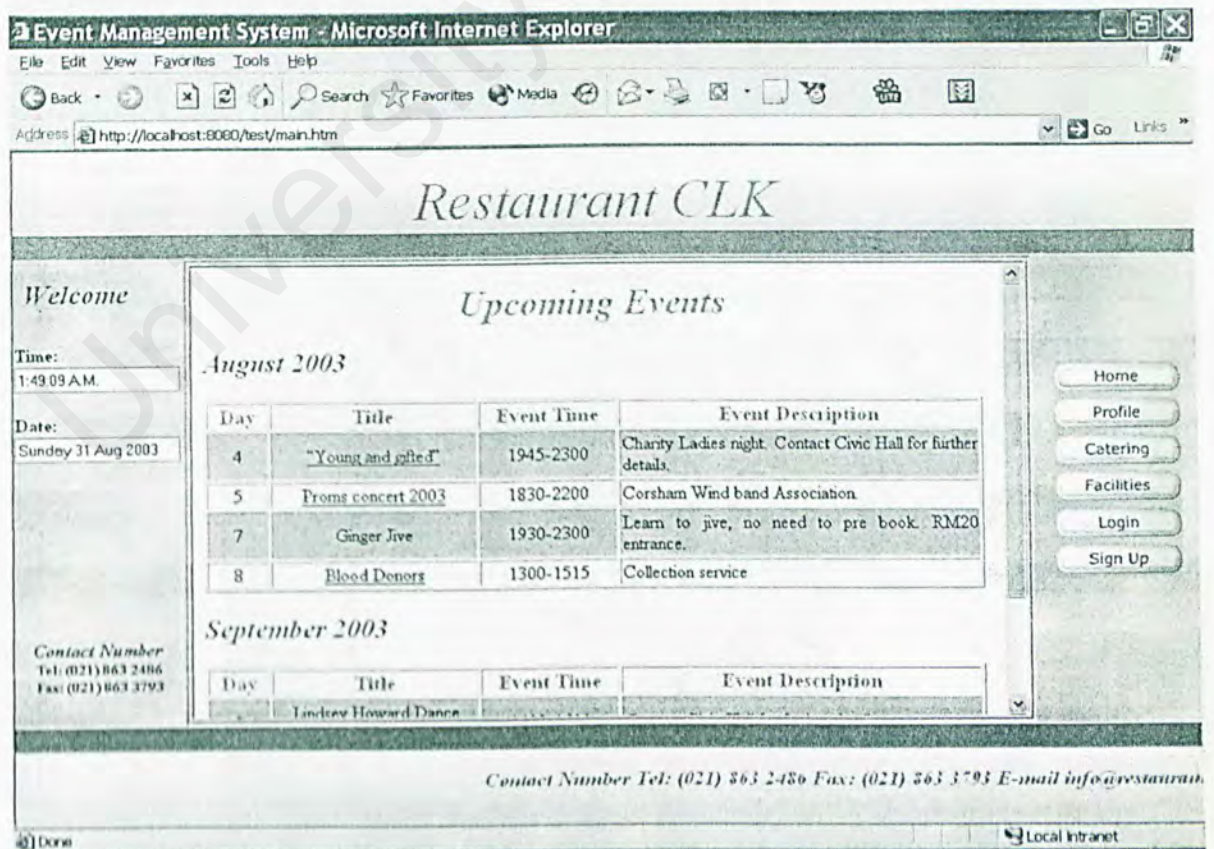 Event Management System - Microsoft Internet Explorer
File Edit View Favorites Tools Help
Back Search Favorites Media
Address http://localhost:8080/test/main.htm Go Links »
Restaurant CLK
Welcome
Time:
1:49:09 A.M.
Date:
Sunday 31 Aug 2003
Contact Number
Tel: (021) 863 2486
Fax: (021) 863 3793
Upcoming Events
August 2003
Day Title Event Time Event Description
4 "Young and gifted" 1945-2300 Charity Ladies night. Contact Civic Hall for further
details.
5 Proms concert 2003 1830-2200 Corsham Wind band Association
7 Ginger Jive 1930-2300 Learn to jive, no need to pre book. RM20
entrance.
8 Blood Donors 1300-1515 Collection service
September 2003
Day Title Event Time Event Description
Lindsey Howard Dance
Home
Profile
Catering
Facilities
Login
Sign Up
Contact Number Tel: (021) 863 2486 Fax: (021) 863 3793 E-mail info@restauran
Done Local intranet
University